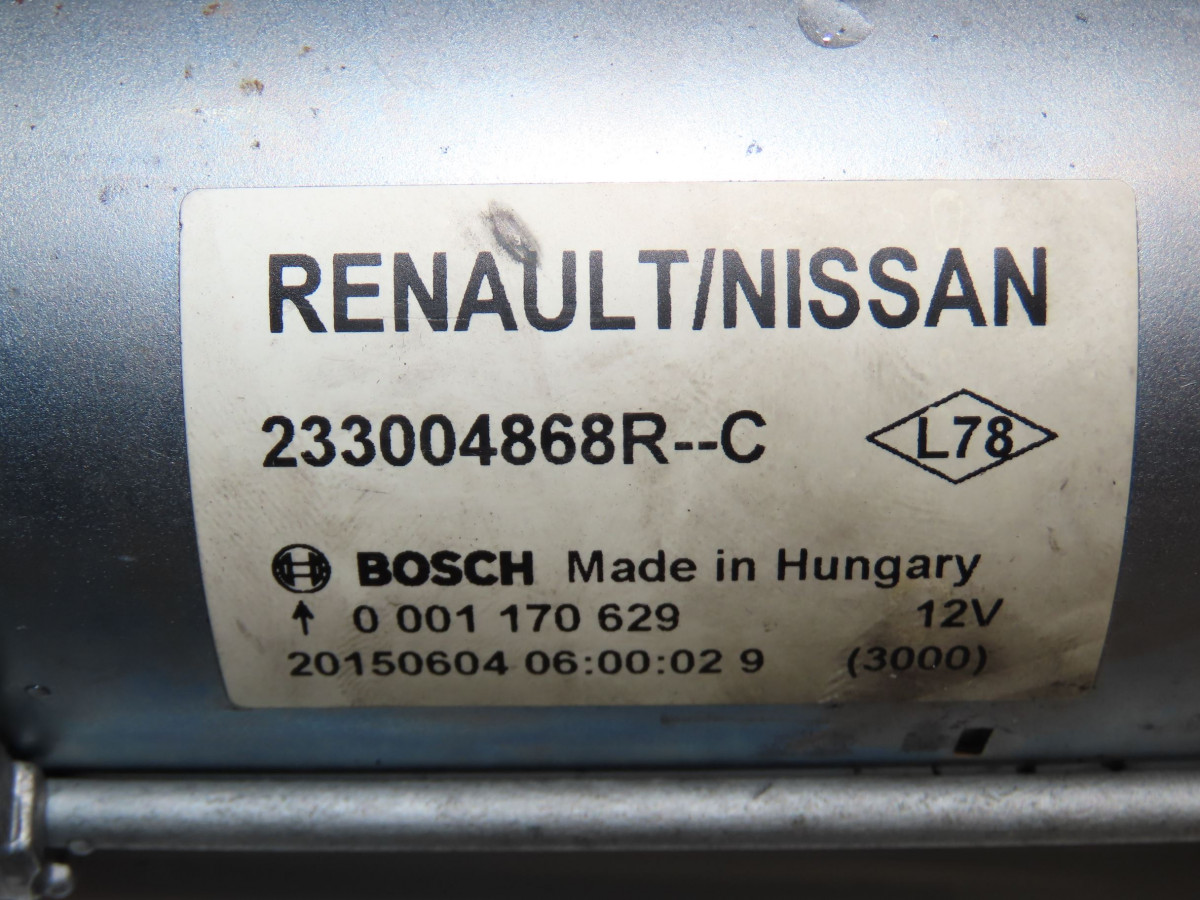 RENAULT/NISSAN
233004868R--C L78
BOSCH Made in Hungary
0 001 170 629 12V
20150604 06:00:02 9 (3000)